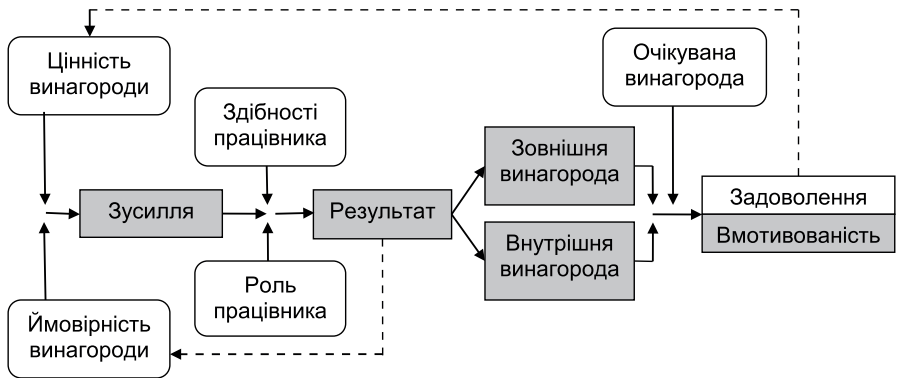 Цінність
винагороди
Очікувана
винагорода
Здібності
працівника
Зовнішня
винагорода
Зусилля
Результат
Задоволення
Вмотивованість
Внутрішня
винагорода
Роль
працівника
Ймовірність
винагороди